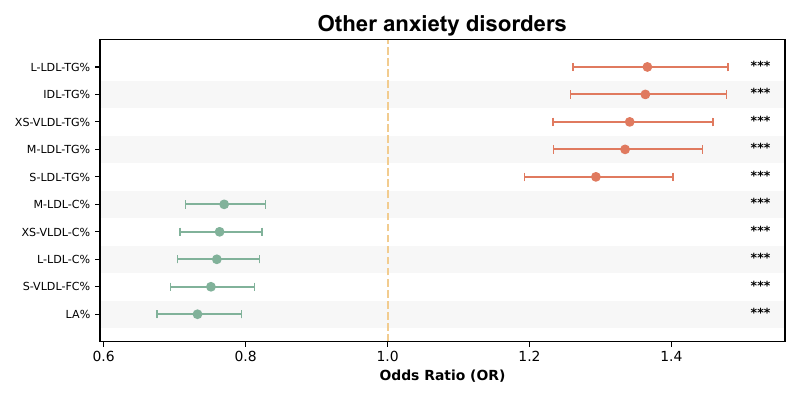 Other anxiety disorders
L-LDL-TG% ***
IDL-TG% ***
XS-VLDL-TG% ***
M-LDL-TG% ***
S-LDL-TG% ***
M-LDL-C% ***
XS-VLDL-C% ***
L-LDL-C% ***
S-VLDL-FC% ***
LA% ***
0.6 0.8 1.0 1.2 1.4
Odds Ratio (OR)